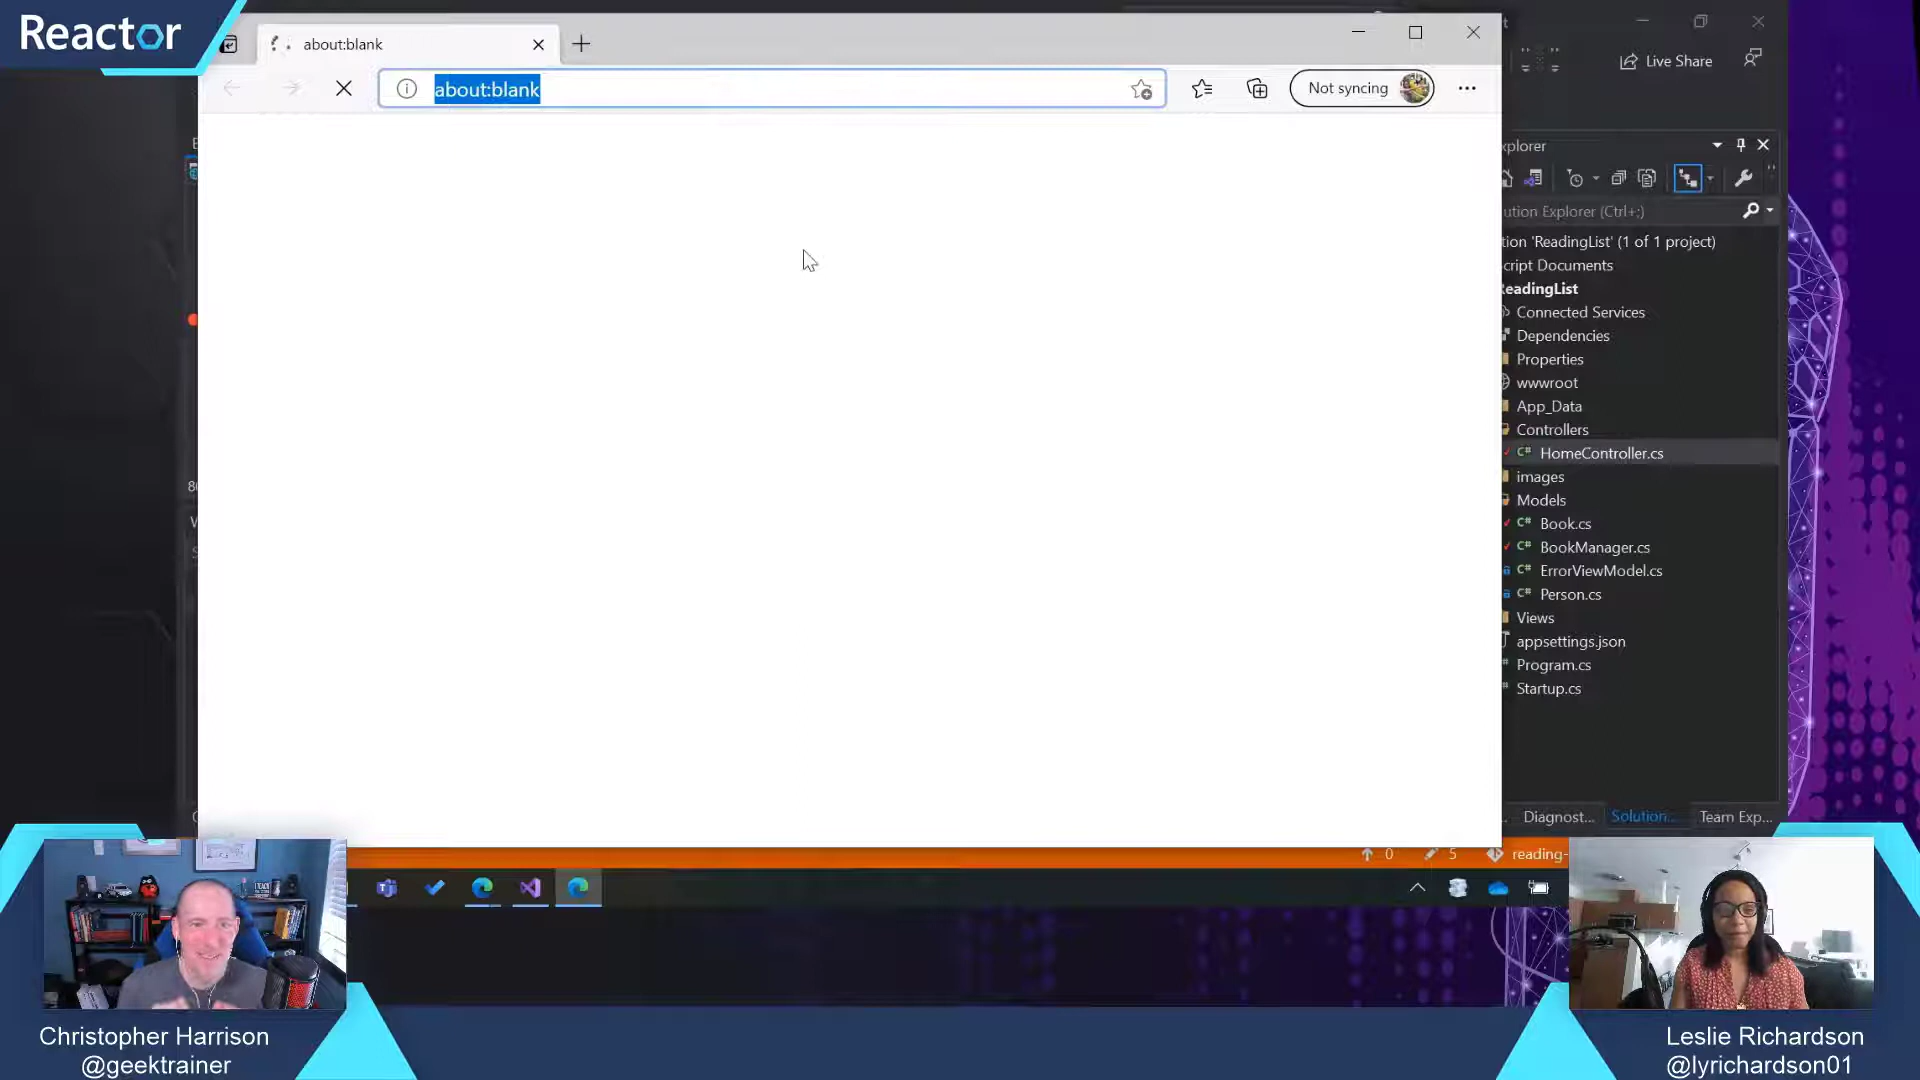 Reactor
about:blank
about:blank
Not syncing
Live Share
xplorer
ution Explorer (Ctrl+;)
tion 'ReadingList' (1 of 1 project)
cript Documents
ReadingList
Connected Services
Dependencies
Properties
wwwroot
App_Data
Controllers
C# HomeController.cs
images
Models
C# Book.cs
C# BookManager.cs
C# ErrorViewModel.cs
C# Person.cs
Views
appsettings.json
Program.cs
Startup.cs
Diagnost...
Solution...
Team Exp...
0
5
reading-
Christopher Harrison
@geektrainer
Leslie Richardson
@lyrichardson01